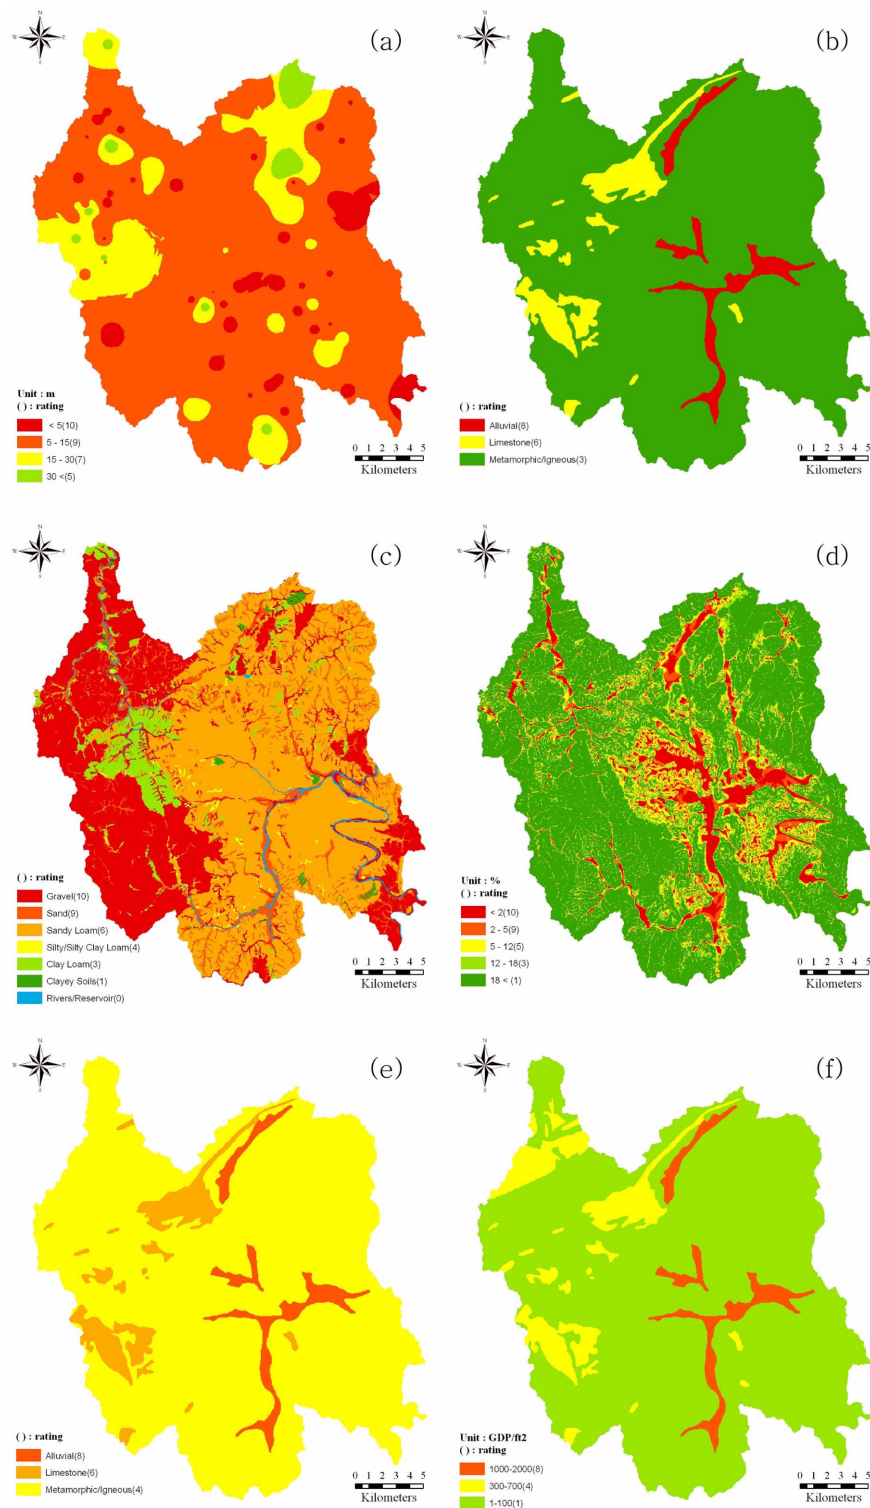 N
(a)
W
E
S
Unit : m
( ) : rating
< 5(10)
5 - 15(9)
15 - 30(7)
30 <(5)
0 1 2 3 4 5
Kilometers
N
(b)
W
E
S
( ) : rating
Alluvial(8)
Limestone(6)
Metamorphic/Igneous(3)
0 1 2 3 4 5
Kilometers
N
(c)
W
E
S
( ) : rating
Gravel(10)
Sand(9)
Sandy Loam(6)
Silty/Silty Clay Loam(4)
Clay Loam(3)
Clayey Soils(1)
Rivers/Reservoir(0)
0 1 2 3 4 5
Kilometers
N
(d)
W
E
S
Unit : %
( ) : rating
< 2(10)
2 - 5(9)
5 - 12(5)
12 - 18(3)
18 < (1)
0 1 2 3 4 5
Kilometers
N
(e)
W
E
S
( ) : rating
Alluvial(8)
Limestone(6)
Metamorphic/Igneous(4)
0 1 2 3 4 5
Kilometers
N
(f)
W
E
S
Unit : GDP/ft2
( ) : rating
1000-2000(8)
300-700(4)
1-100(1)
0 1 2 3 4 5
Kilometers